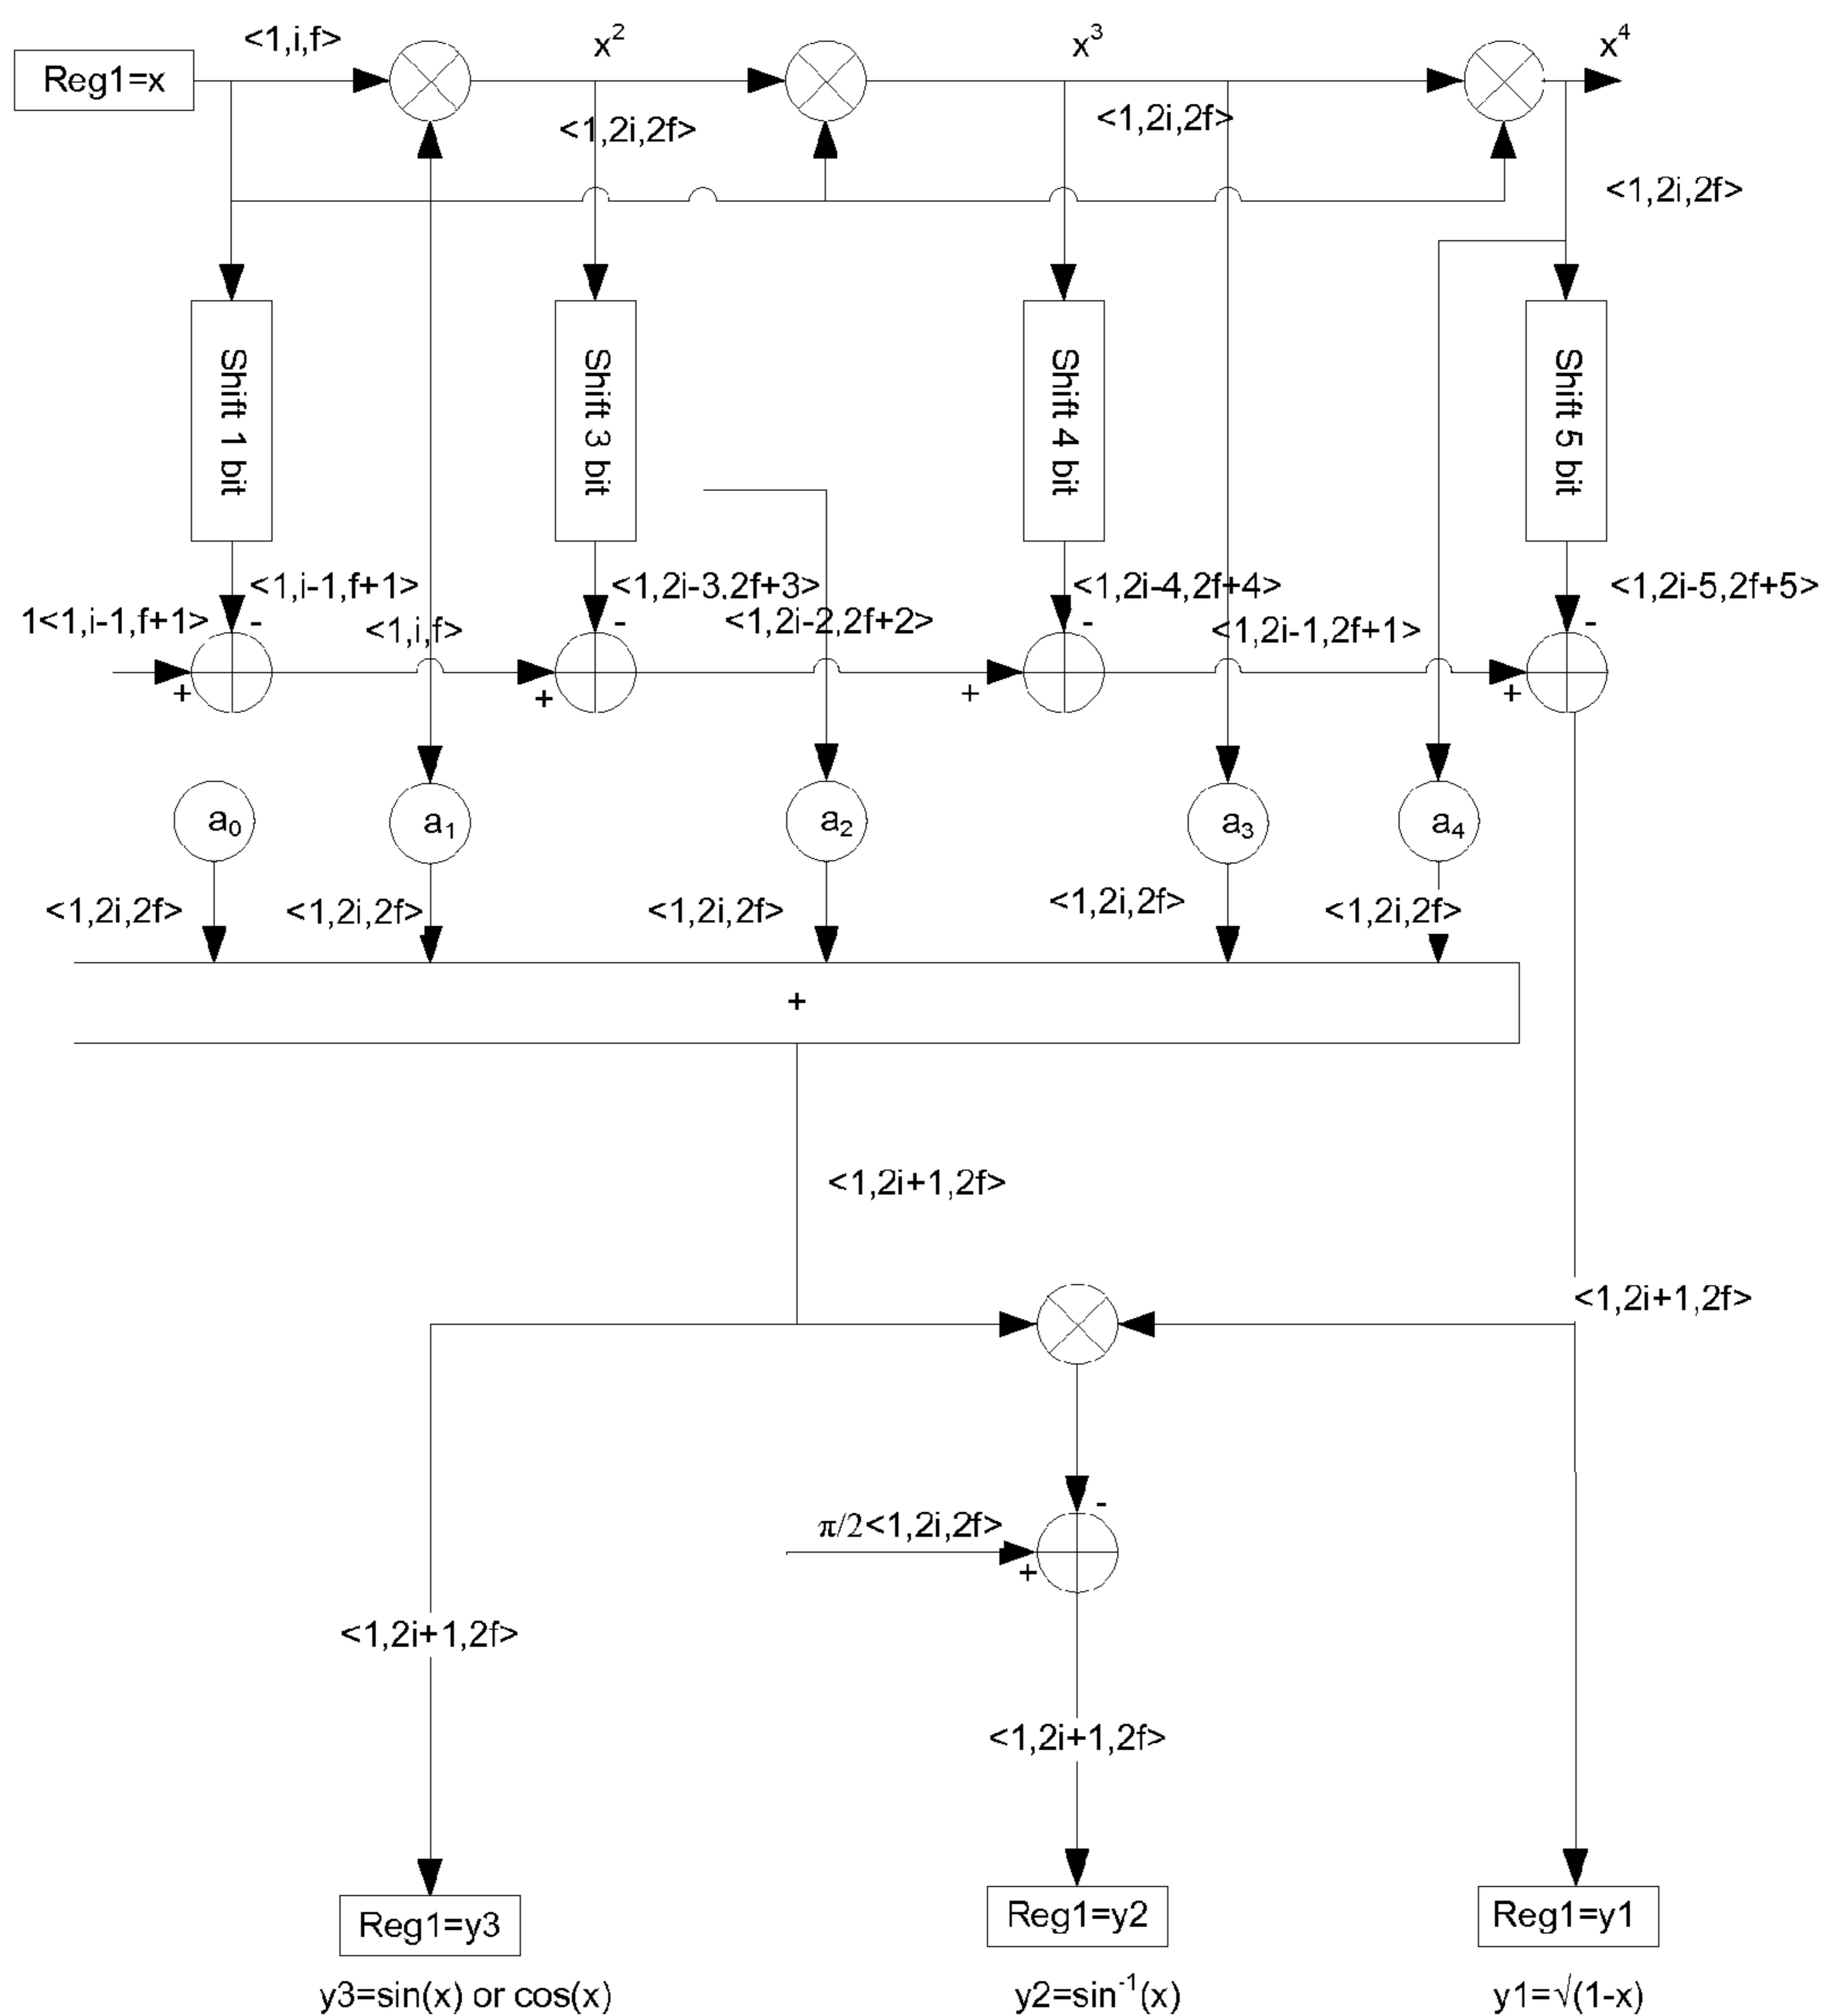 <1,i,f>
x²
x³
x⁴
Reg1=x
<1,2i,2f>
<1,2i,2f>
<1,2i,2f>
Shift 1 bit
Shift 3 bit
Shift 4 bit
Shift 5 bit
<1,i-1,f+1>
<1,2i-3,2f+3>
<1,2i-4,2f+4>
<1,2i-5,2f+5>
1<1,i-1,f+1>
-
<1,i,f>
-
<1,2i-2,2f+2>
-
<1,2i-1,2f+1>
-
+
+
+
+
a₀
a₁
a₂
a₃
a₄
<1,2i,2f>
<1,2i,2f>
<1,2i,2f>
<1,2i,2f>
<1,2i,2f>
+
<1,2i+1,2f>
<1,2i+1,2f>
-
π/2<1,2i,2f>
+
<1,2i+1,2f>
<1,2i+1,2f>
Reg1=y3
Reg1=y2
Reg1=y1
y3=sin(x) or cos(x)
y2=sin⁻¹(x)
y1=√(1-x)